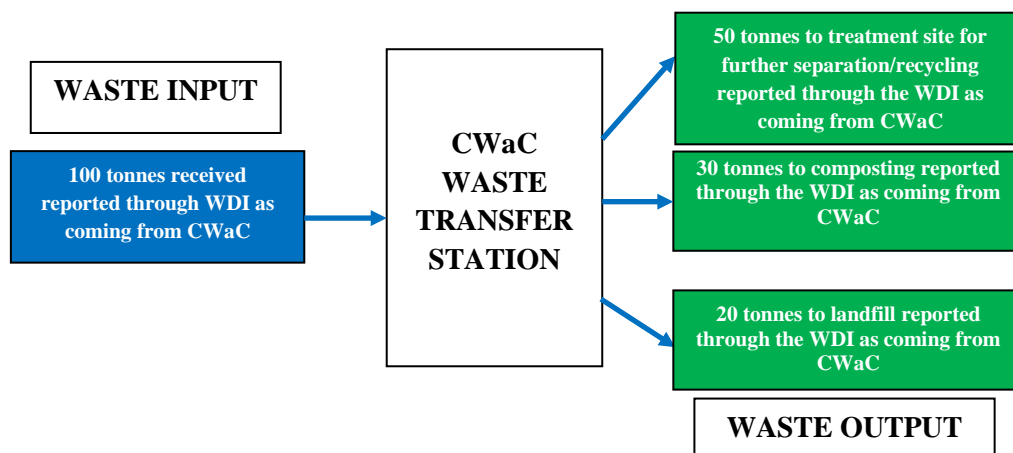 WASTE INPUT
100 tonnes received
reported through WDI as
coming from CWaC
CWaC
WASTE
TRANSFER
STATION
50 tonnes to treatment site for
further separation/recycling
reported through the WDI as
coming from CWaC
30 tonnes to composting reported
through the WDI as coming from
CWaC
20 tonnes to landfill reported
through the WDI as coming from
CWaC
WASTE OUTPUT